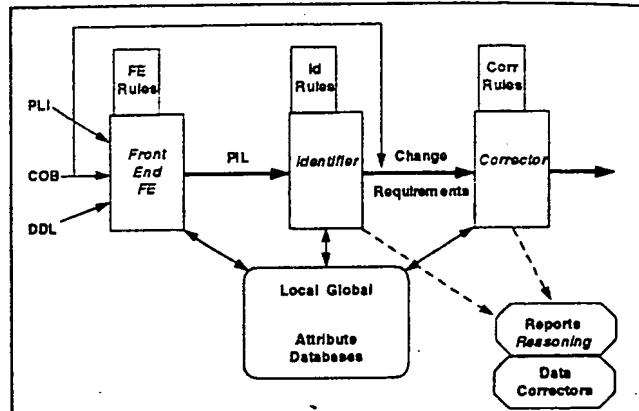 FE
Rules
Id
Rules
Corr
Rules
PLI
COB
DDL
Front
End
FE
PIL
Identifier
Change
Requirements
Corrector
Local Global
Attribute
Databases
Reports
Reasoning
Data
Correctors